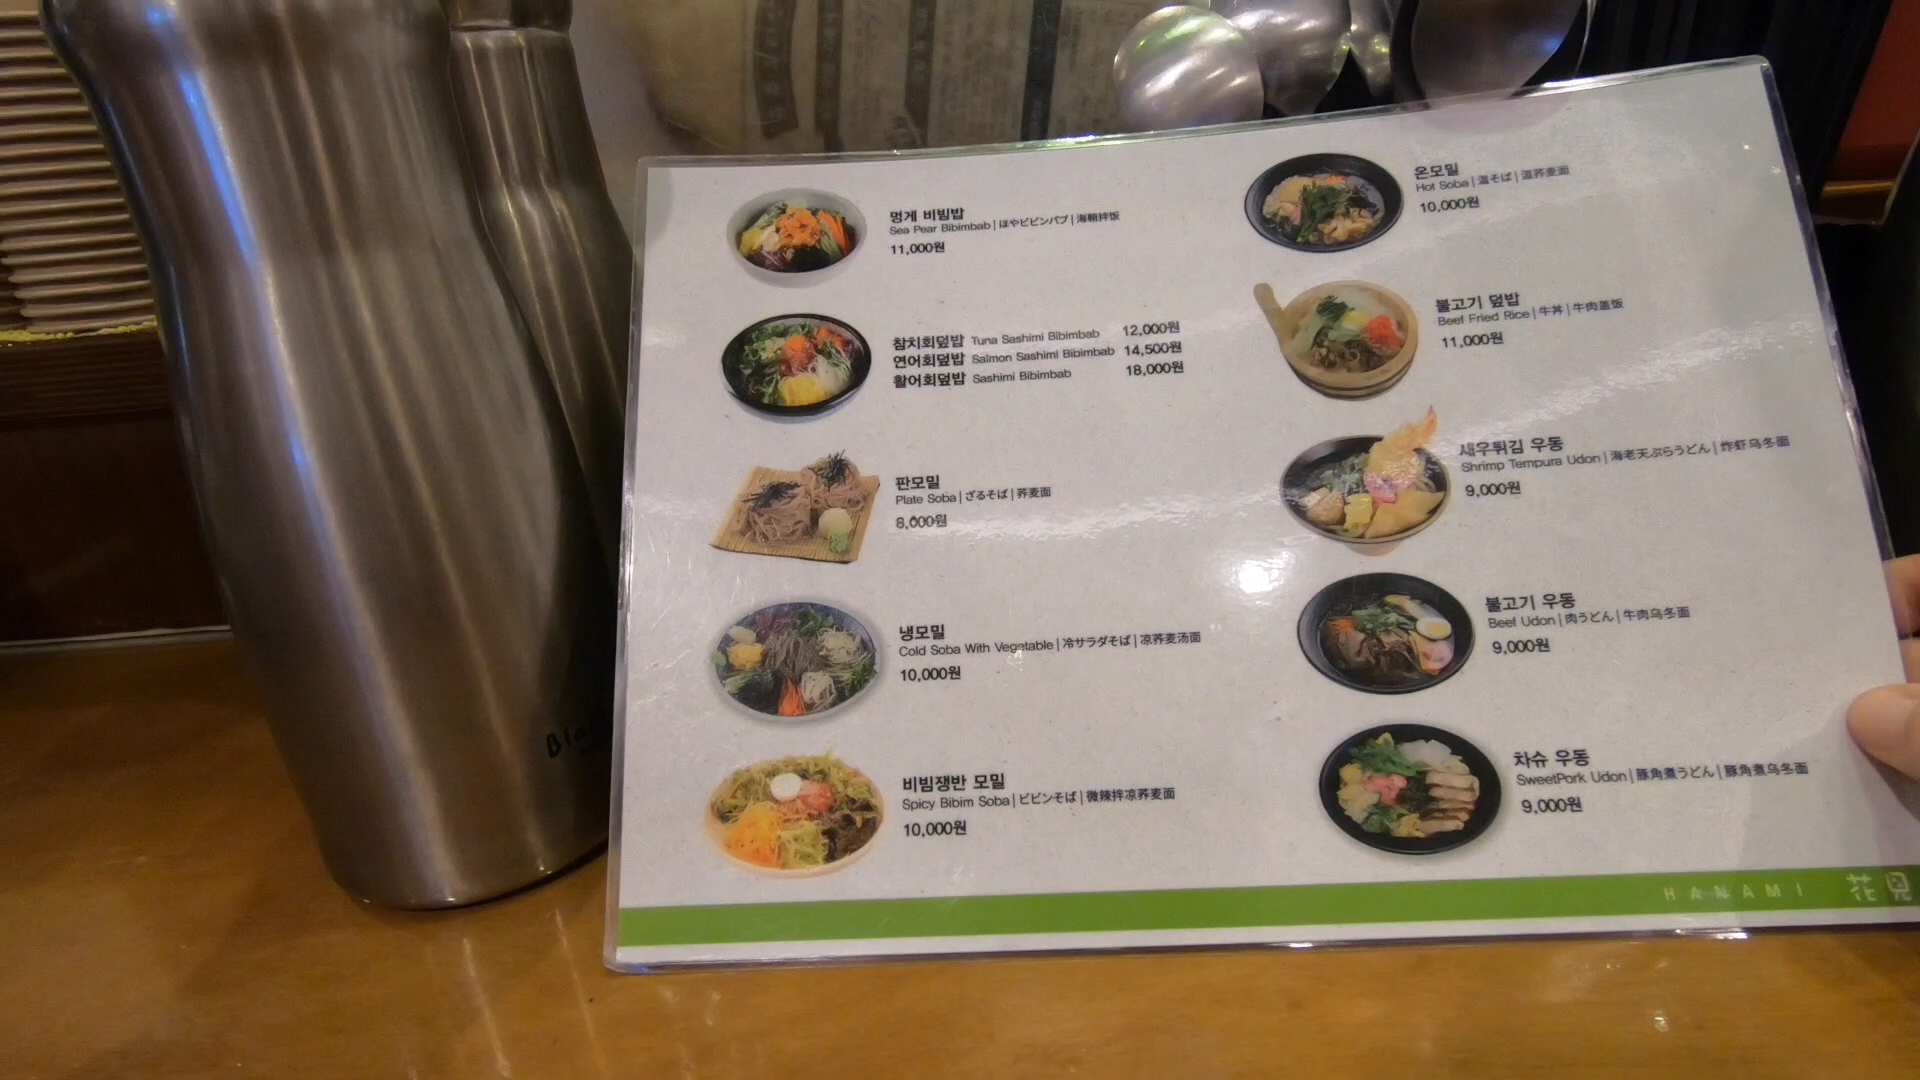 멍게 비빔밥
Sea Pear Bibimbab | ほやビビンバブ | 海鞘拌饭
11,000원
참치회덮밥 Tuna Sashimi Bibimbab 12,000원
연어회덮밥 Salmon Sashimi Bibimbab 14,500원
활어회덮밥 Sashimi Bibimbab 18,000원
판모밀
Plate Soba | ざるそば | 荞麦面
8,000원
냉모밀
Cold Soba With Vegetable | 冷サラダそば | 凉荞麦汤面
10,000원
비빔쟁반 모밀
Spicy Bibim Soba | ビビンそば | 微辣拌凉荞麦面
10,000원
온모밀
Hot Soba | 温そば | 温荞麦面
10,000원
불고기 덮밥
Beef Fried Rice | 牛丼 | 牛肉盖饭
11,000원
새우튀김 우동
Shrimp Tempura Udon | 海老天ぷらうどん | 炸虾乌冬面
9,000원
불고기 우동
Beef Udon | 肉うどん | 牛肉乌冬面
9,000원
차슈 우동
SweetPork Udon | 豚角煮うどん | 豚角煮乌冬面
9,000원
HANAMI 花見